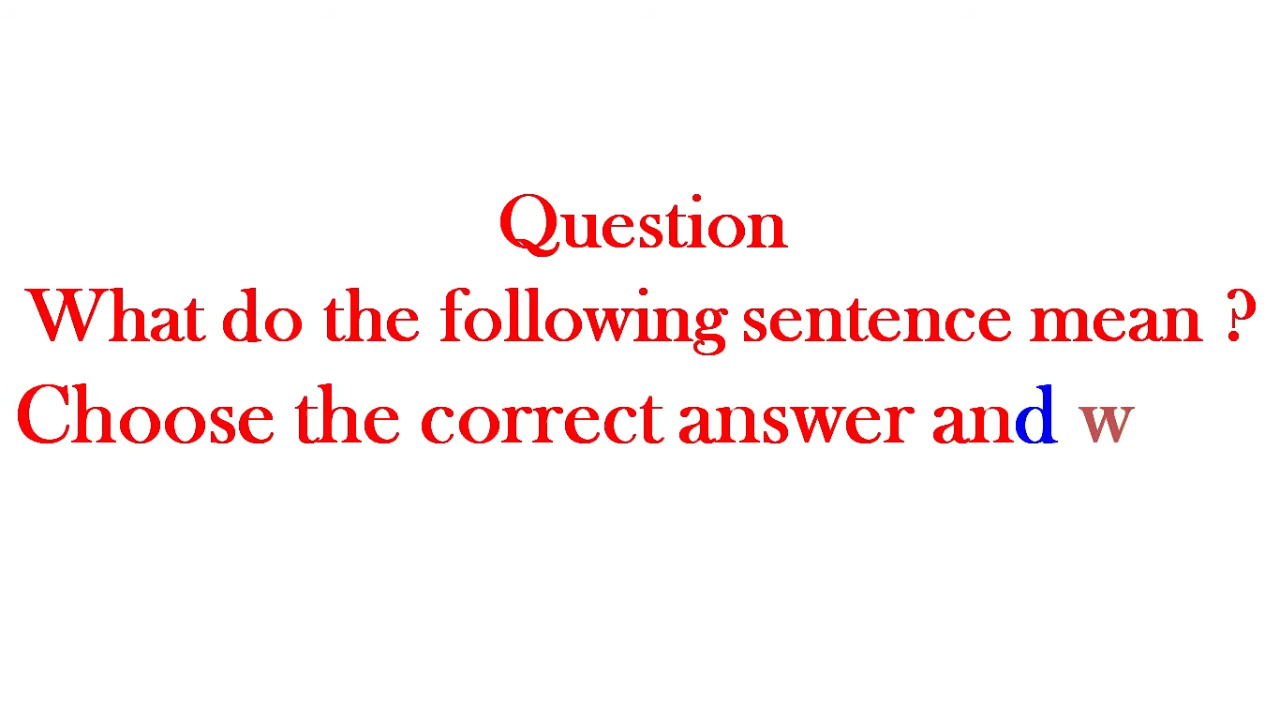 Question
What do the following sentence mean ?
Choose the correct answer and w